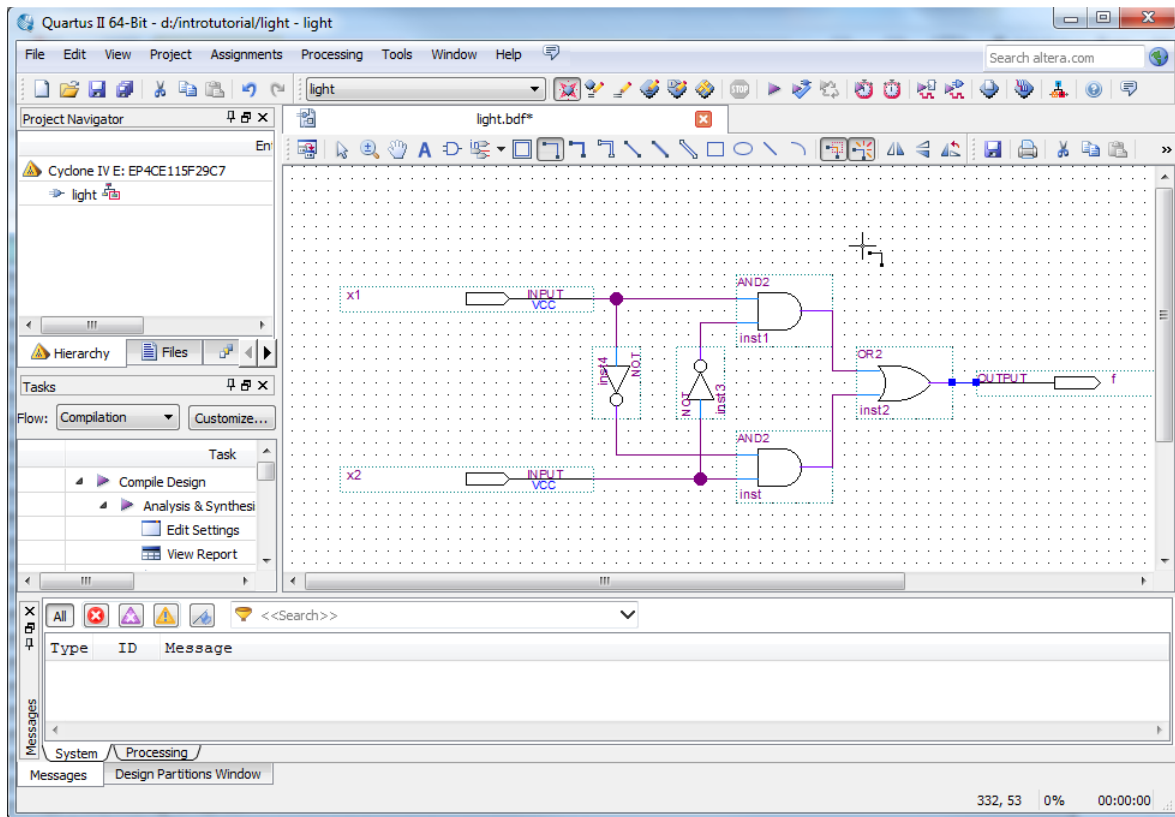 Quartus II 64-Bit - d:/introtutorial/light - light
File Edit View Project Assignments Processing Tools Window Help
Search altera.com
light
STOP
Project Navigator
light.bdf*
En
A
Cyclone IV E: EP4CE115F29C7
light
Hierarchy
Files
Tasks
Flow: Compilation
Customize...
Task
Compile Design
Analysis & Synthesi
Edit Settings
View Report
x1
INPUT
VCC
AND2
inst1
inst4
NOT
NOT
inst3
OR2
inst2
OUTPUT
f
x2
INPUT
VCC
AND2
inst
All
<<Search>>
Type ID Message
Messages
System
Processing
Messages
Design Partitions Window
332, 53
0%
00:00:00